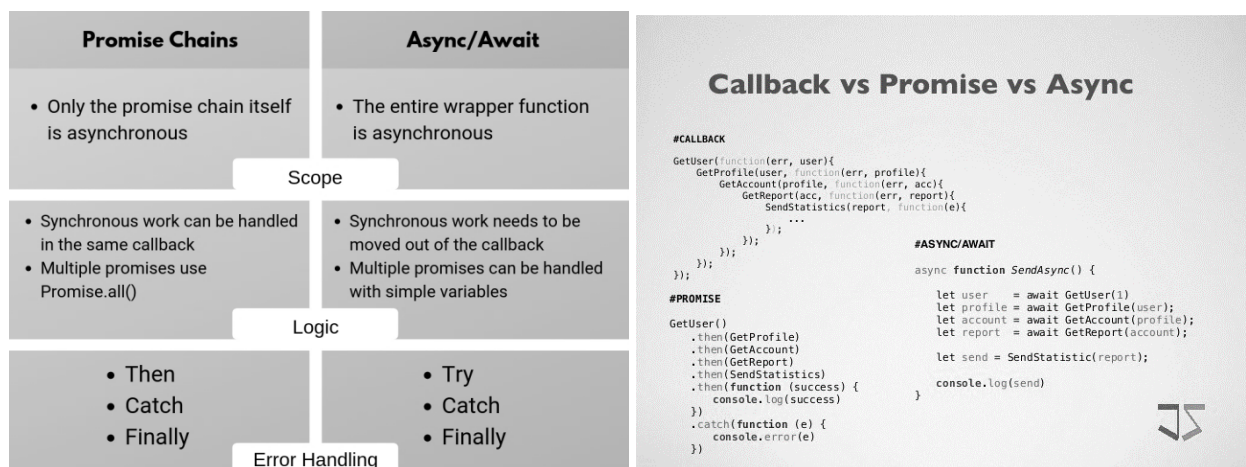 Promise Chains
Async/Await
• Only the promise chain itself
is asynchronous
• The entire wrapper function
is asynchronous
Scope
• Synchronous work can be handled
in the same callback
• Multiple promises use
Promise.all()
• Synchronous work needs to be
moved out of the callback
• Multiple promises can be handled
with simple variables
Logic
• Then
• Catch
• Finally
• Try
• Catch
• Finally
Error Handling
Callback vs Promise vs Async
#CALLBACK
GetUser(function(err, user){
    GetProfile(user, function(err, profile){
        GetAccount(profile, function(err, acc){
            GetReport(acc, function(err, report){
                SendStatistics(report, function(e){
                    ...
                });
            });
        });
    });
});
#PROMISE
GetUser()
    .then(GetProfile)
    .then(GetAccount)
    .then(GetReport)
    .then(SendStatistics)
    .then(function (success) {
        console.log(success)
    })
    .catch(function (e) {
        console.error(e)
    })
#ASYNC/AWAIT
async function SendAsync() {
    let user    = await GetUser(1)
    let profile = await GetProfile(user);
    let account = await GetAccount(profile);
    let report  = await GetReport(account);
    let send = SendStatistic(report);
    console.log(send)
}
JS